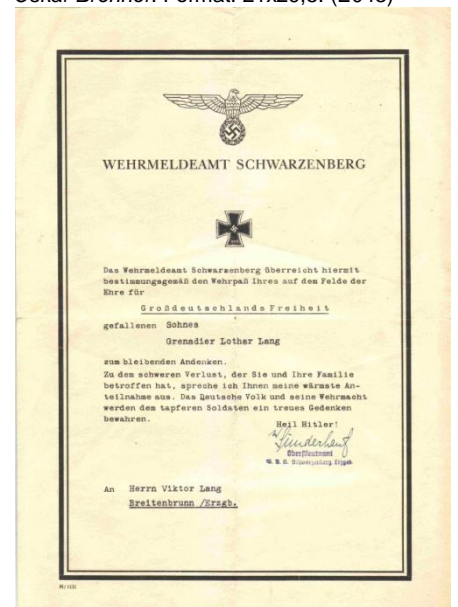 WEHRMELDEAMT SCHWARZENBERG
Das Wehrmeldeamt Schwarzenberg überreicht hiermit
bestimmungsgemäß den Wehrpaß Ihres auf dem Felde der
Ehre für
Großdeutschlands Freiheit
gefallenen Sohnes
Grenadier Lothar Lang
zum bleibenden Andenken.
Zu dem schweren Verlust, der Sie und Ihre Familie
betroffen hat, spreche ich Ihnen meine wärmste An-
teilnahme aus. Das Deutsche Volk und seine Wehrmacht
werden dem tapferen Soldaten ein treues Gedenken
bewahren.
Heil Hitler!
Oberstleutnant
An Herrn Viktor Lang
Breitenbrunn /Erzgb.